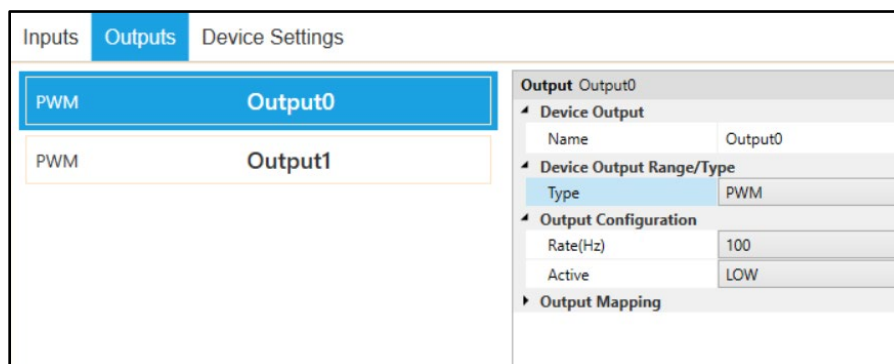 Inputs Outputs Device Settings
PWM Output0
PWM Output1
Output Output0
Device Output
Name Output0
Device Output Range/Type
Type PWM
Output Configuration
Rate(Hz) 100
Active LOW
Output Mapping